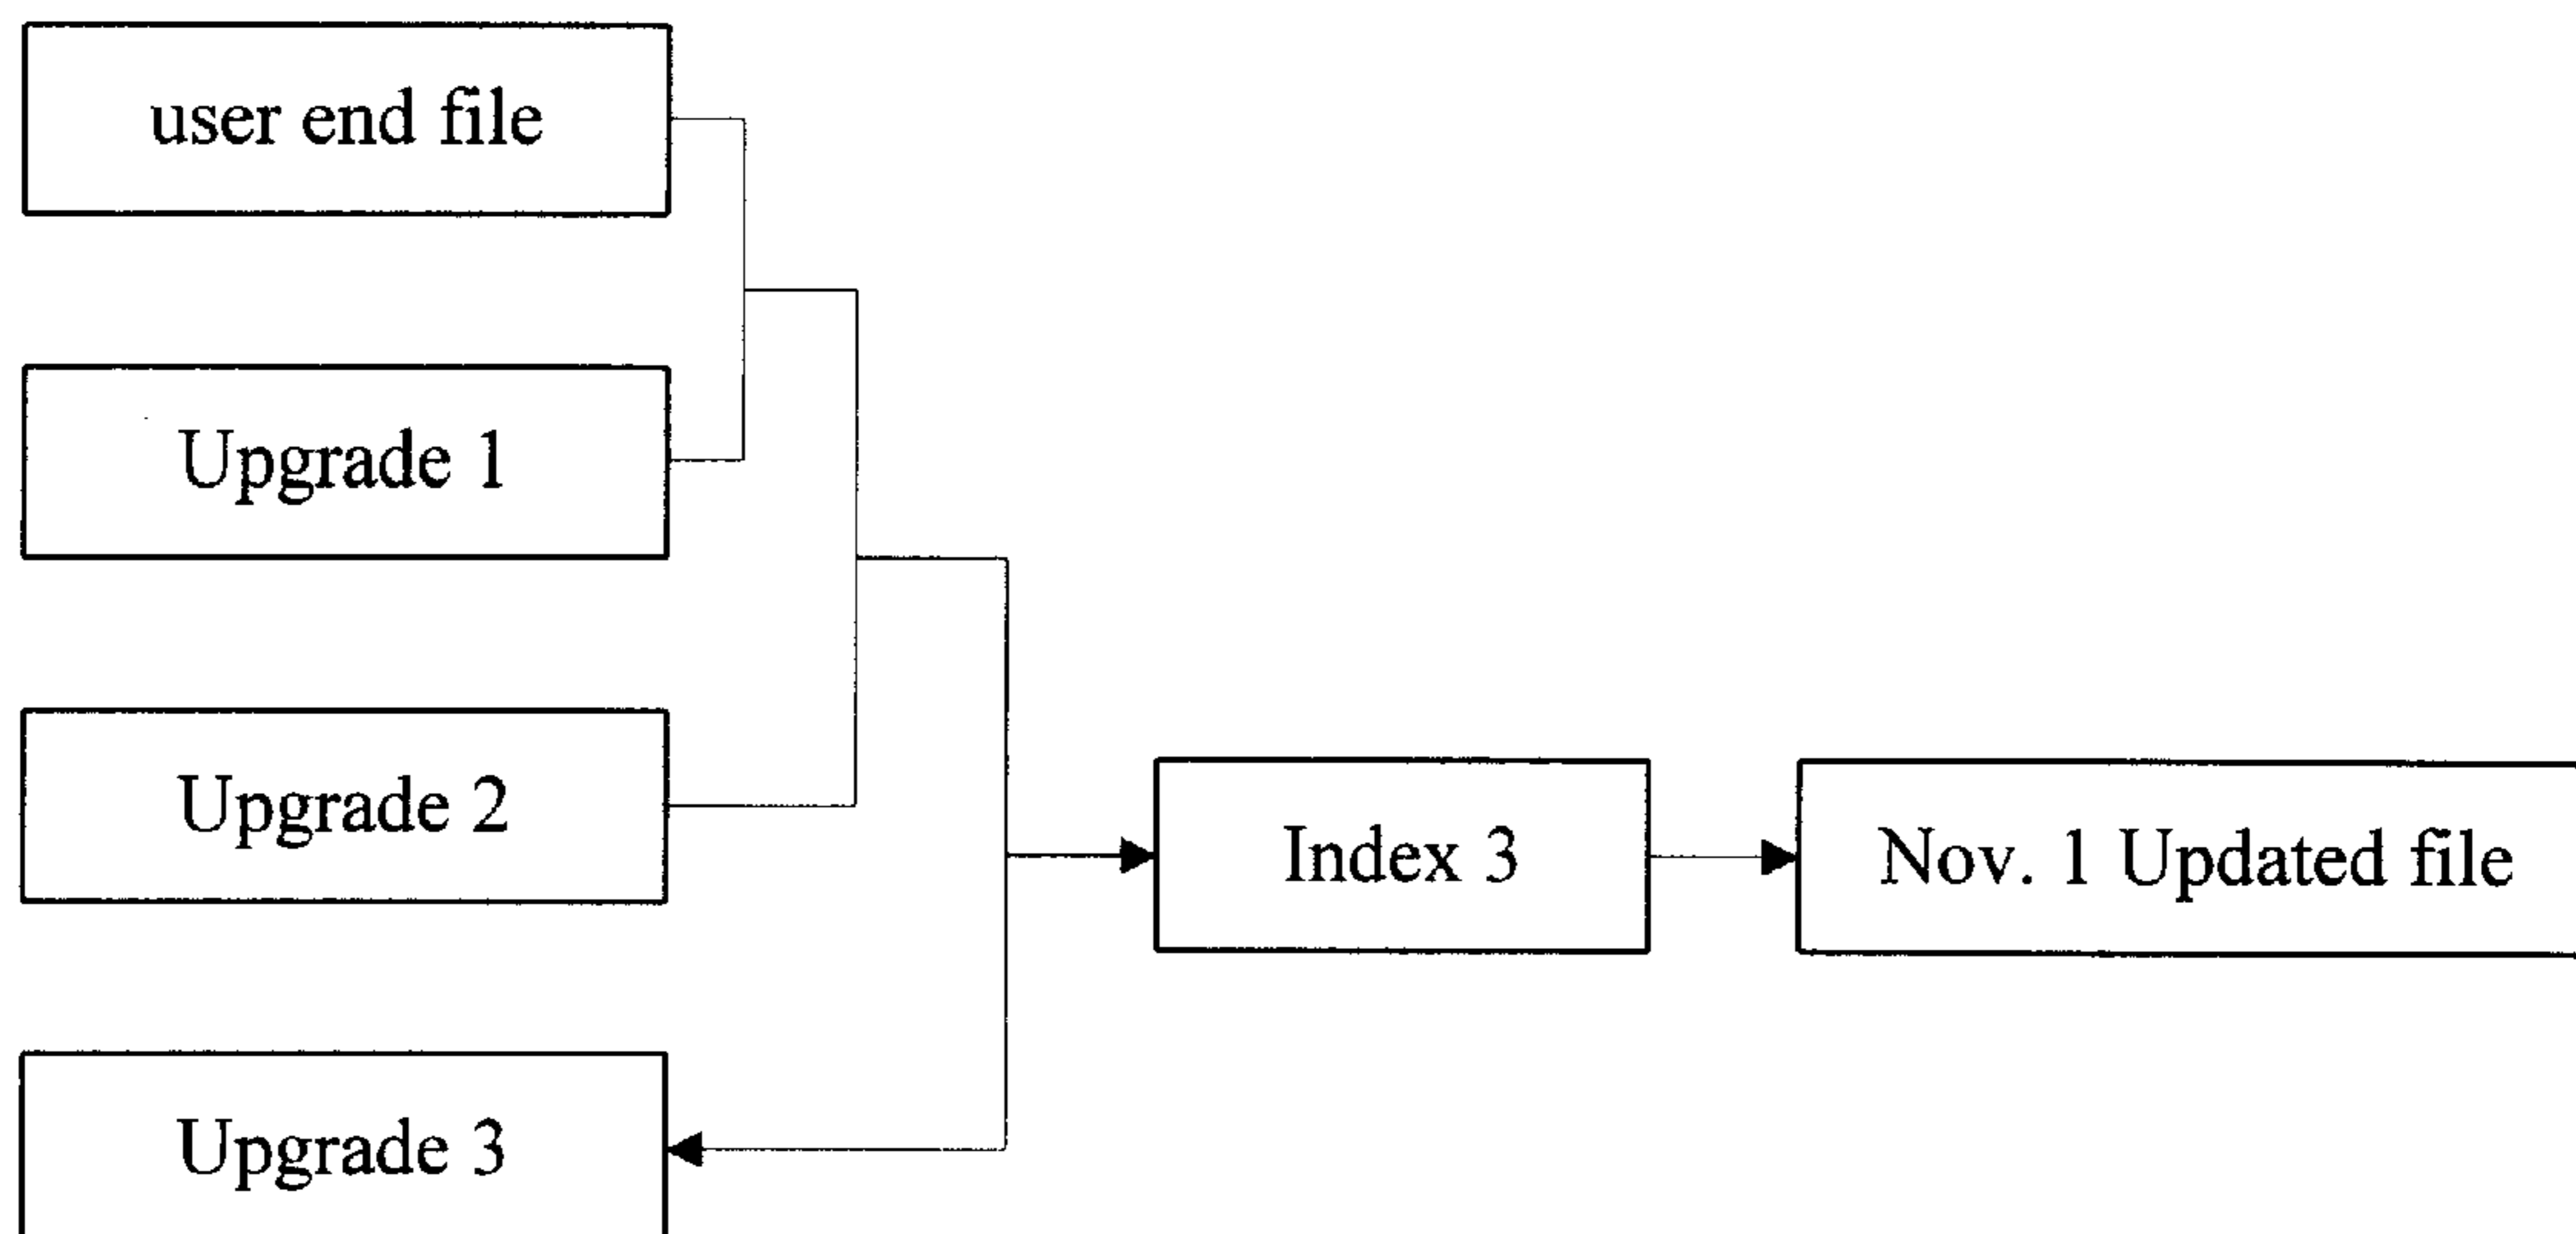 user end file
Upgrade 1
Upgrade 2
Index 3
Nov. 1 Updated file
Upgrade 3